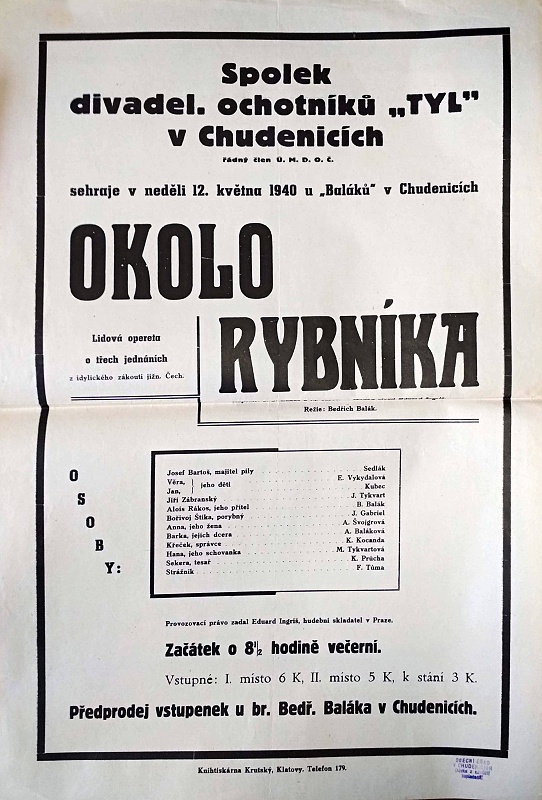 Spolek
divadel. ochotníků „TYL"
v Chudenicích
řádný člen Ú. M. D. O. Č.
sehraje v neděli 12. května 1940 u „Baláků" v Chudenicích
OKOLO
RYBNÍKA
Lidová opereta
o třech jednáních
z idylického zákoutí jižn. Čech.
Režie: Bedřich Balák.
OSOBY:
Josef Bartoš, majitel pily Sedlák
Věra, E. Vykydalová
jeho děti
Jan, Kubec
Jiří Zábranský J. Tykvart
Alois Rákos, jeho přítel B. Balák
Bořivoj Štika, porybný J. Gabriel
Anna, jeho žena A. Švojgrová
Barka, jejich dcera A. Baláková
Křeček, správce K. Kocanda
Hana, jeho schovanka M. Tykvartová
Sekera, tesař K. Průcha
Strážník F. Tůma
Provozovací právo zadal Eduard Ingriš, hudební skladatel v Praze.
Začátek o 8½ hodině večerní.
Vstupné: I. místo 6 K, II. místo 5 K, k stání 3 K.
Předprodej vstupenek u br. Bedř. Baláka v Chudenicích.
Knihtiskárna Krutský, Klatovy. Telefon 179.